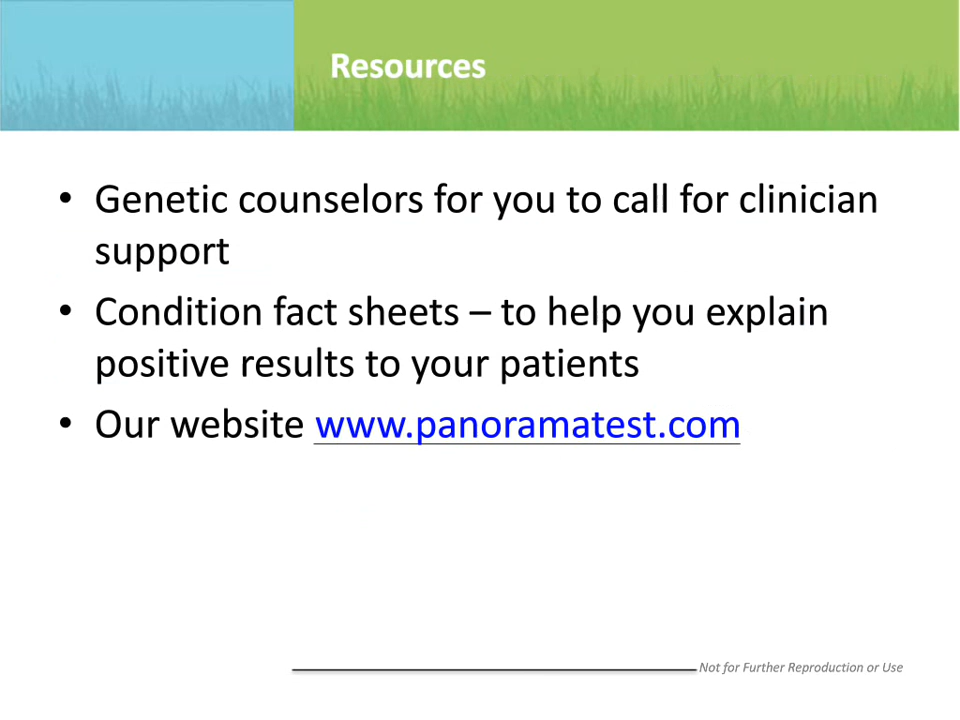 Resources
• Genetic counselors for you to call for clinician
support
• Condition fact sheets – to help you explain
positive results to your patients
• Our website www.panoramatest.com
Not for Further Reproduction or Use